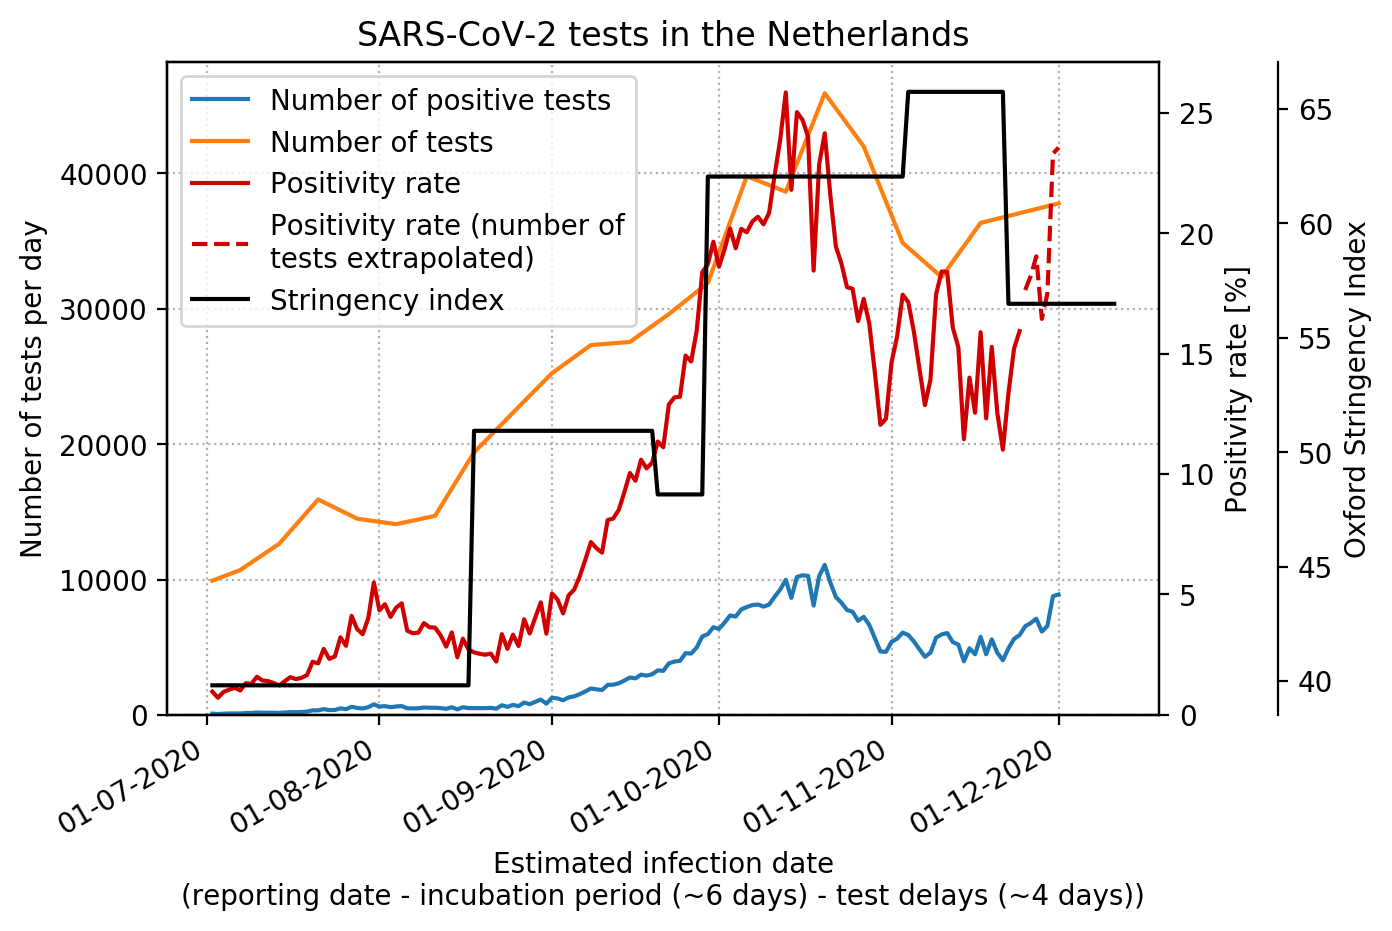 SARS-CoV-2 tests in the Netherlands
Number of positive tests
Number of tests
Positivity rate
Positivity rate (number of
tests extrapolated)
Stringency index
Number of tests per day
40000
30000
20000
10000
0
25
20
15
10
5
0
Positivity rate [%]
65
60
55
50
45
40
Oxford Stringency Index
01-07-2020
01-08-2020
01-09-2020
01-10-2020
01-11-2020
01-12-2020
Estimated infection date
(reporting date - incubation period (~6 days) - test delays (~4 days))